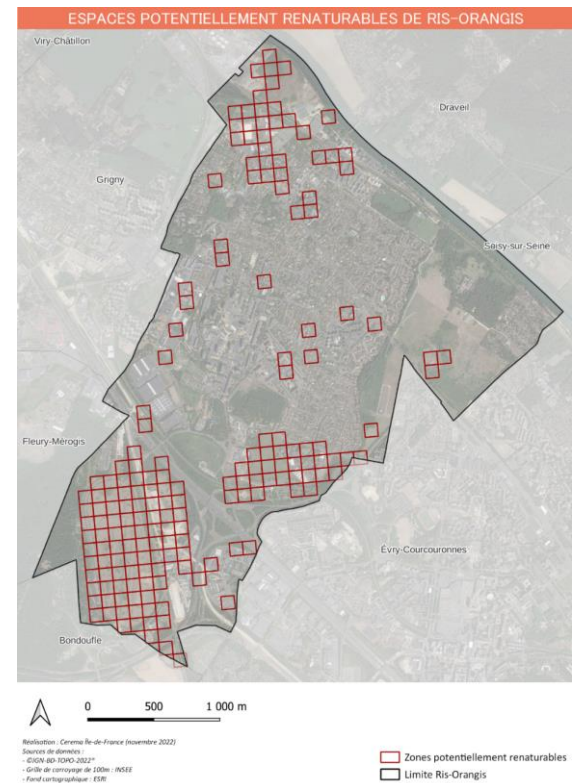 ESPACES POTENTIELLEMENT RENATURABLES DE RIS-ORANGIS
Viry-Châtillon
Draveil
Grigny
Soisy-sur-Seine
Fleury-Mérogis
Évry-Courcouronnes
Bondoufle
0 500 1 000 m
Réalisation : Cerema Île-de-France (novembre 2022)
Sources de données :
- ©IGN-BD-TOPO-2022®
- Grille de carroyage de 100m : INSEE
- Fond cartographique : ESRI
Zones potentiellement renaturables
Limite Ris-Orangis